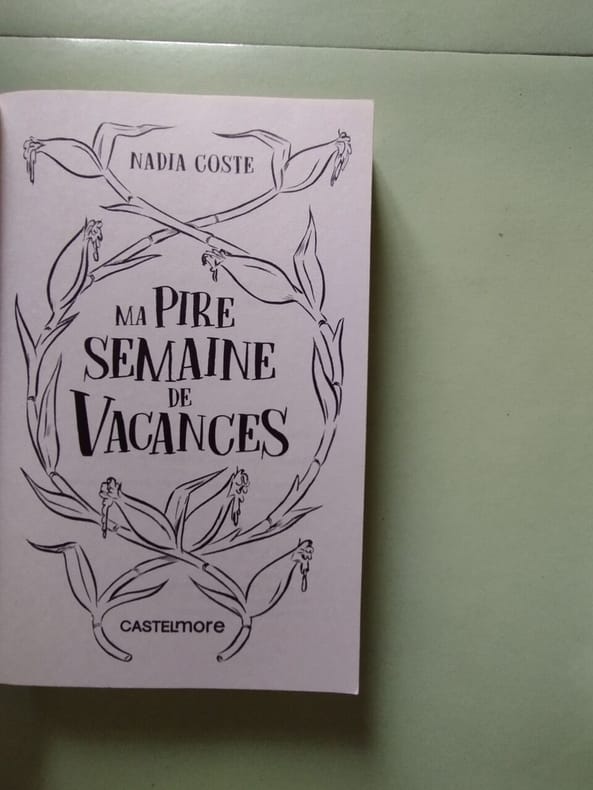 NADIA COSTE
MA PIRE
SEMAINE
DE
VACANCES
CASTELMORE